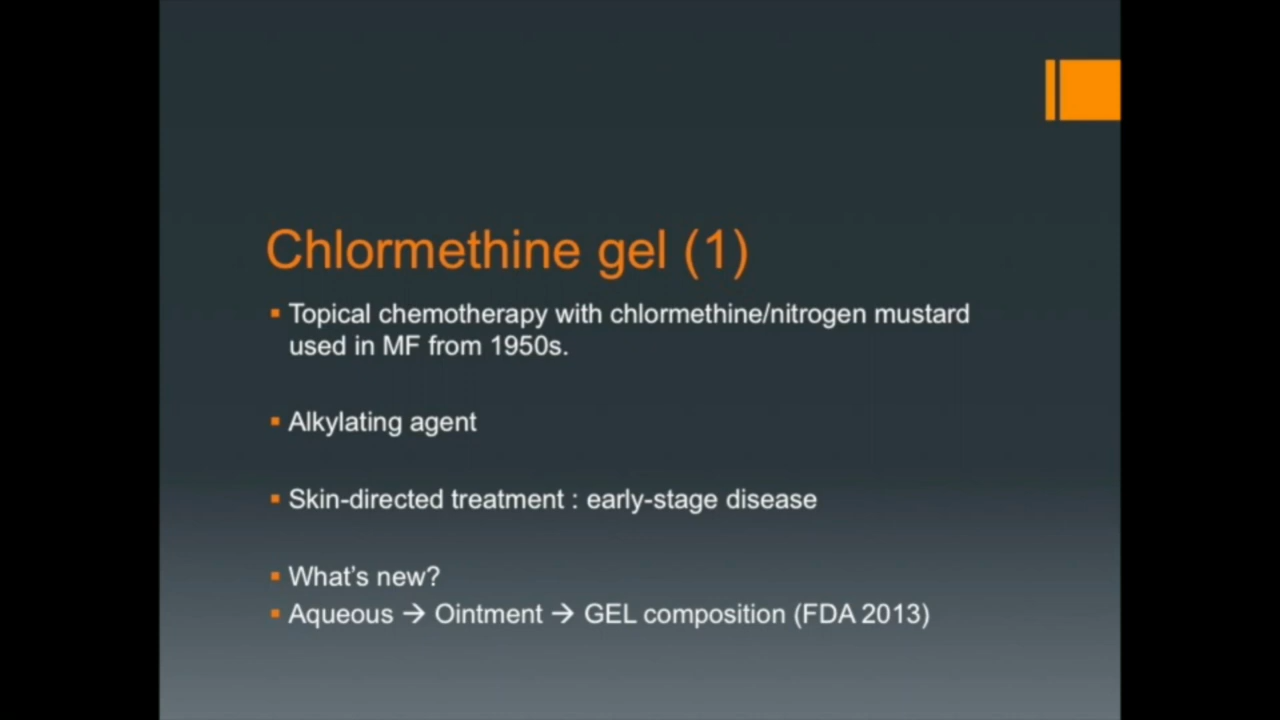 Chlormethine gel (1)
▪ Topical chemotherapy with chlormethine/nitrogen mustard
used in MF from 1950s.
▪ Alkylating agent
▪ Skin-directed treatment : early-stage disease
▪ What’s new?
▪ Aqueous → Ointment → GEL composition (FDA 2013)